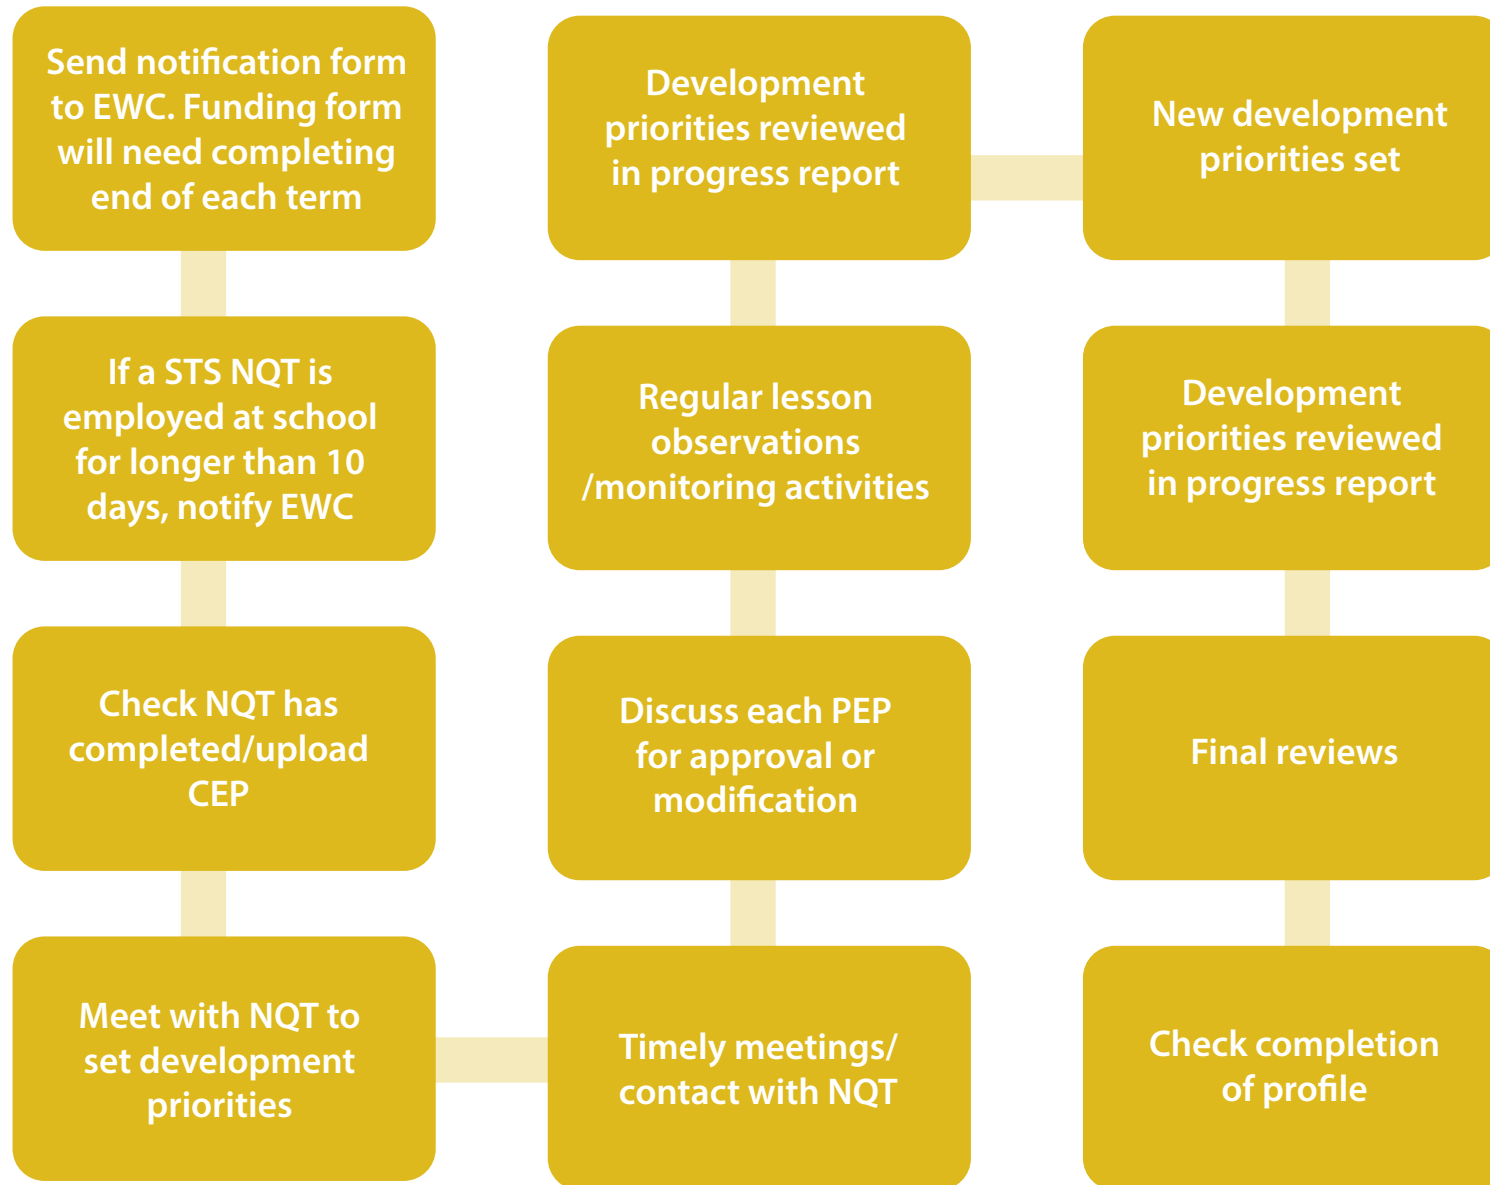 Send notification form
to EWC. Funding form
will need completing
end of each term
If a STS NQT is
employed at school
for longer than 10
days, notify EWC
Check NQT has
completed/upload
CEP
Meet with NQT to
set development
priorities
Timely meetings/
contact with NQT
Discuss each PEP
for approval or
modification
Regular lesson
observations
/monitoring activities
Development
priorities reviewed
in progress report
New development
priorities set
Development
priorities reviewed
in progress report
Final reviews
Check completion
of profile